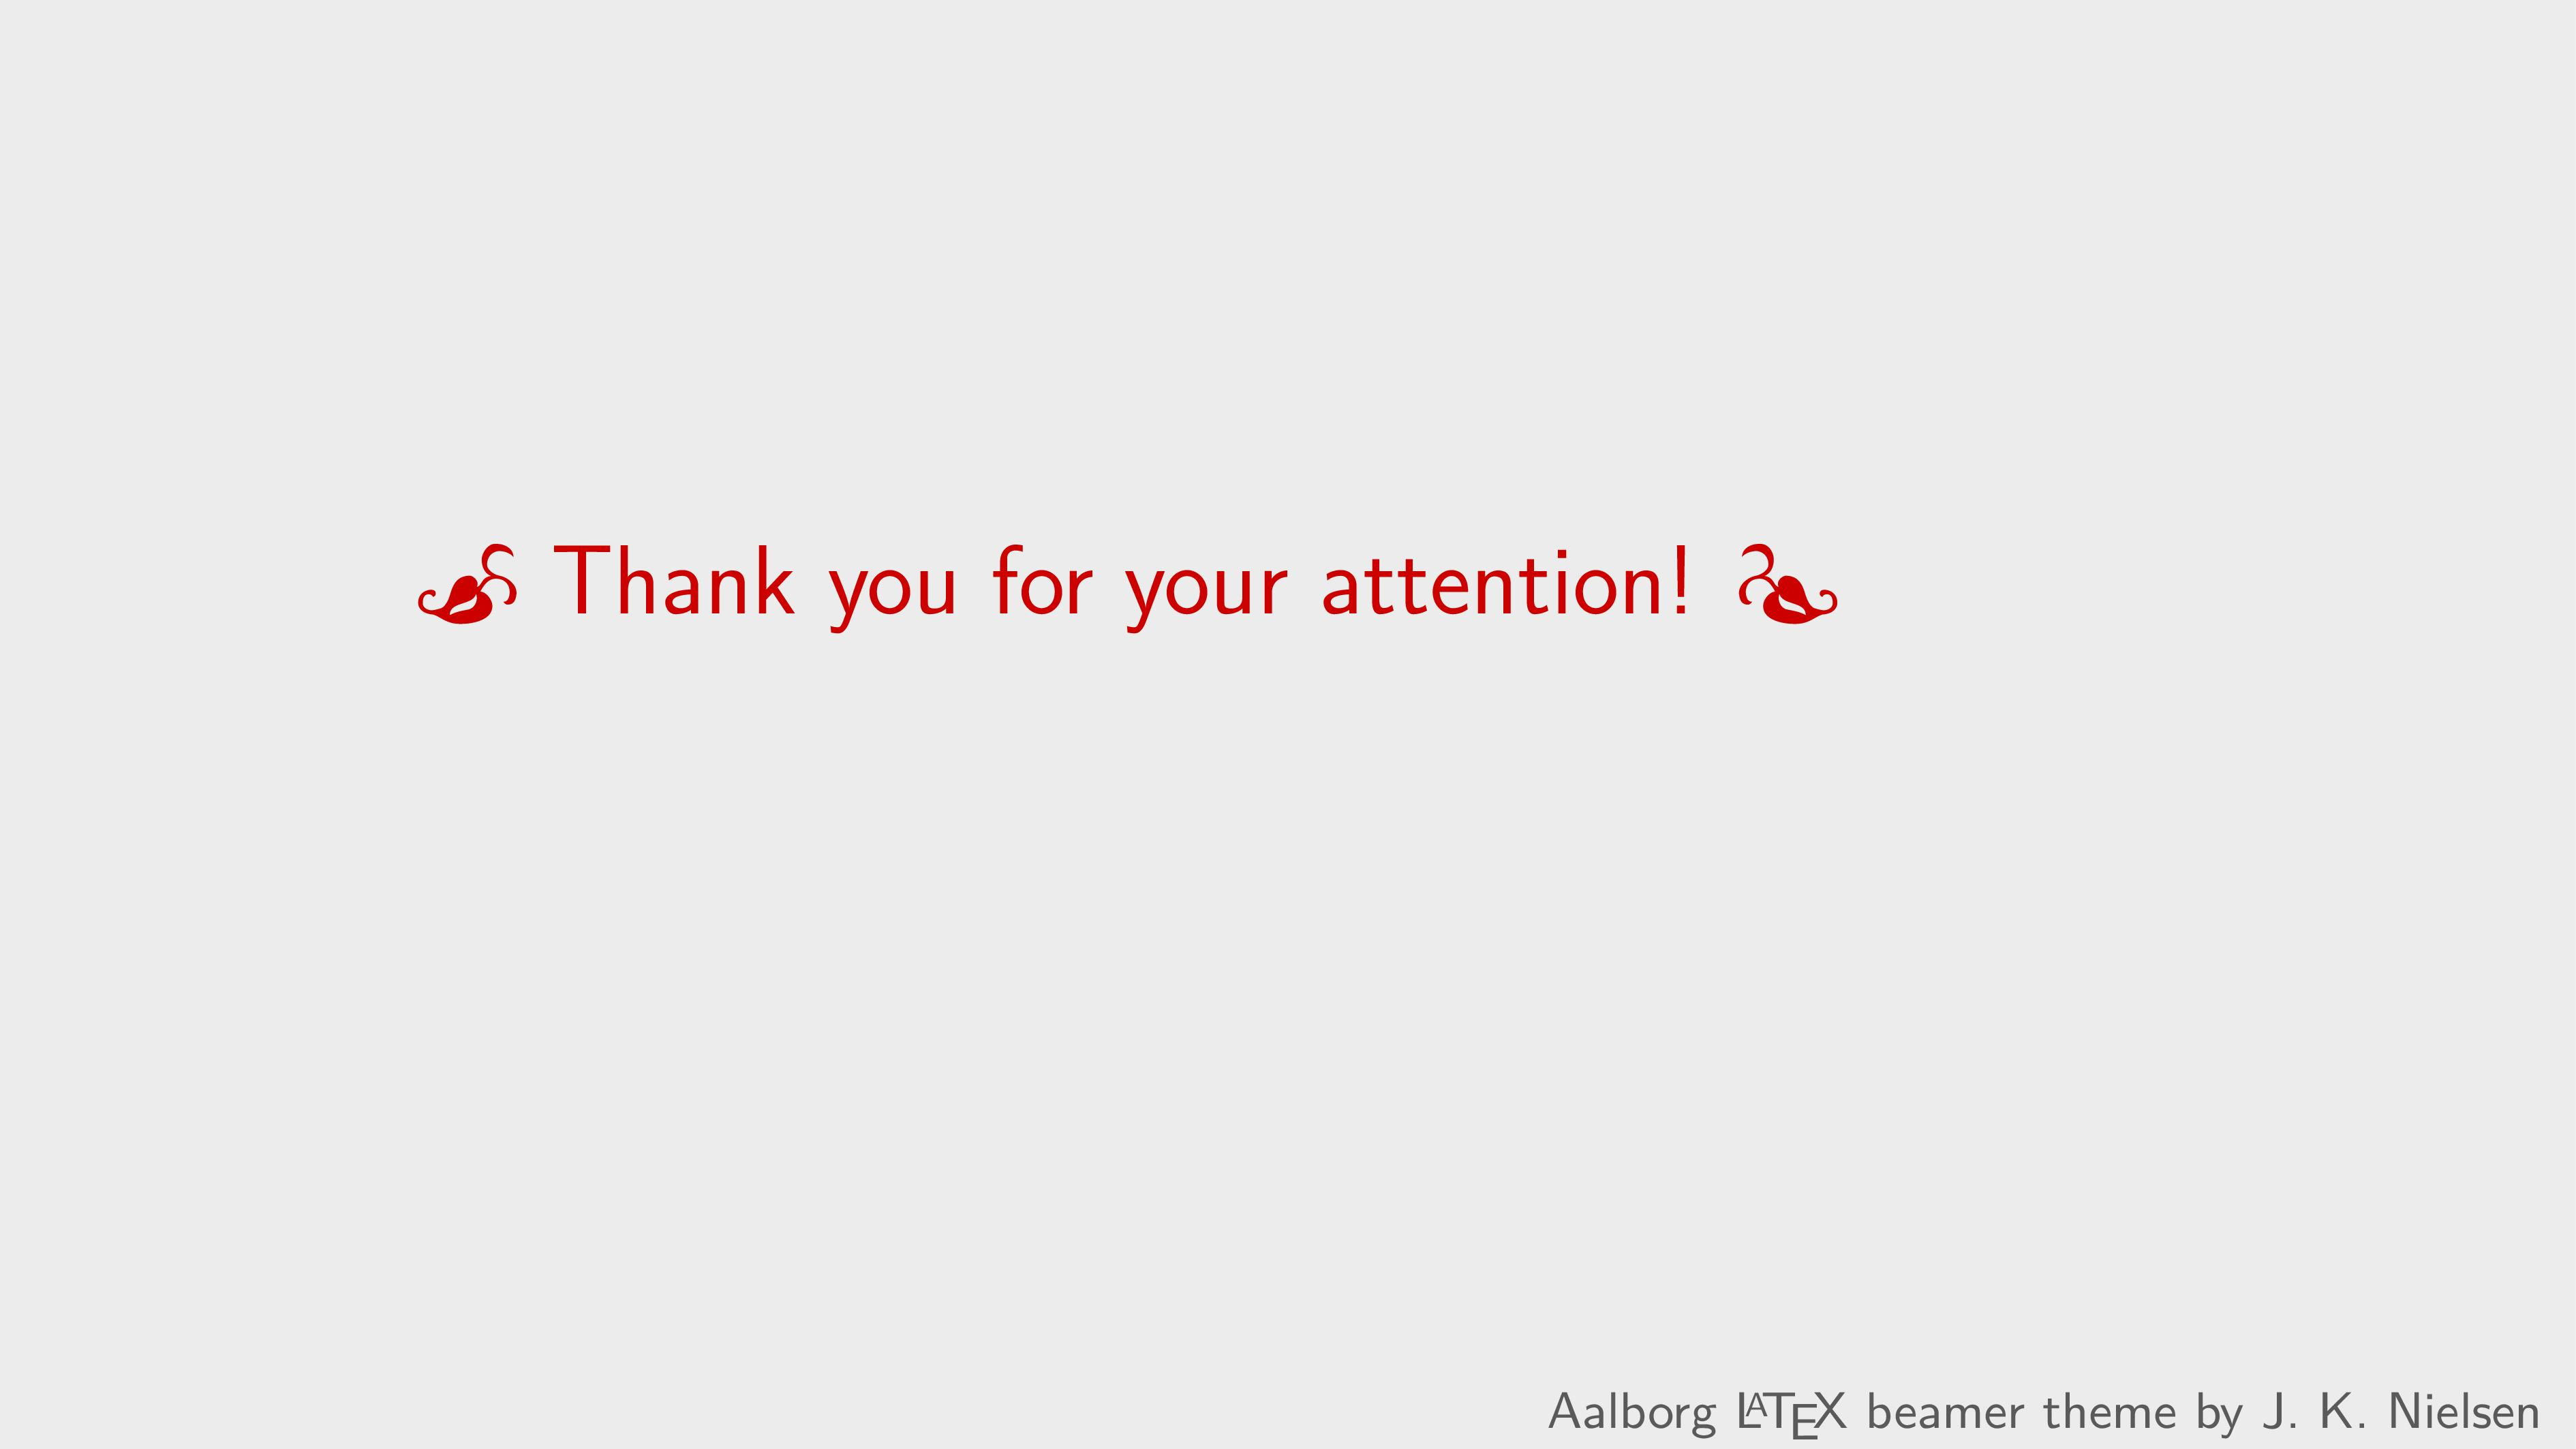 Thank you for your attention!
Aalborg LATEX beamer theme by J. K. Nielsen